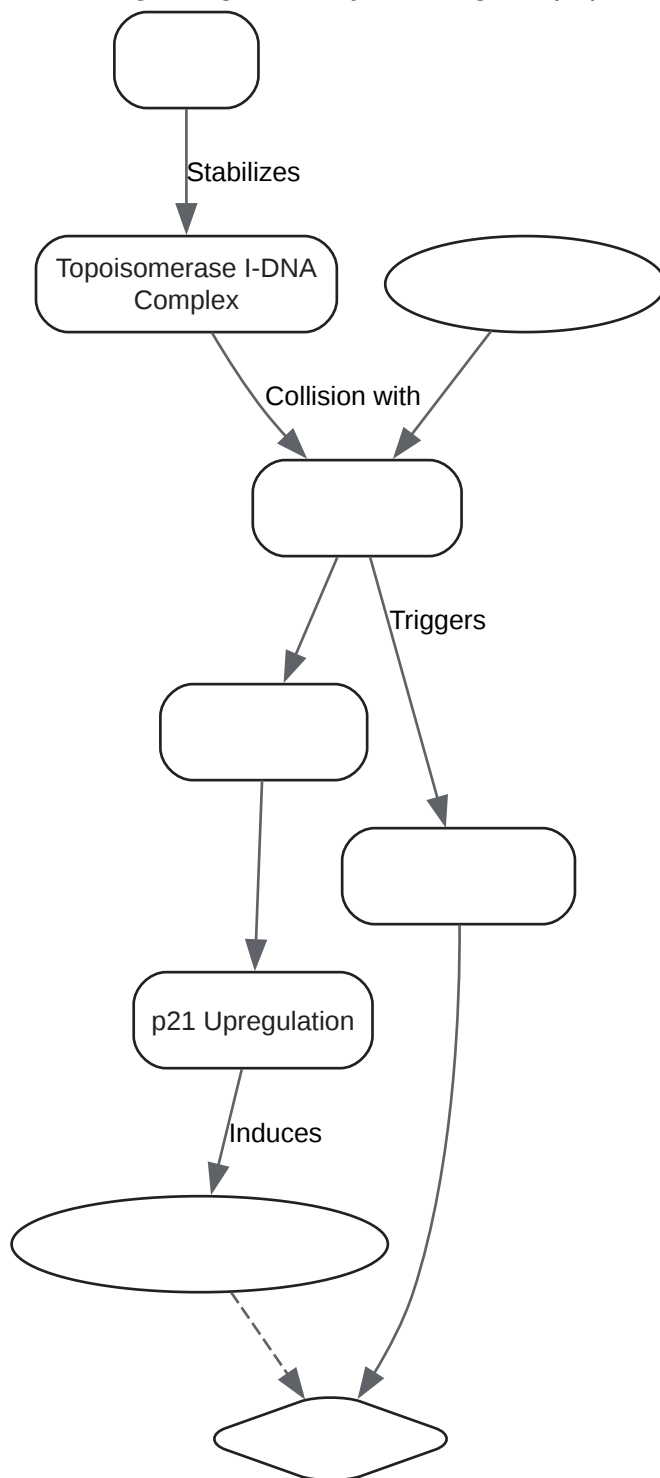 Stabilizes
Topoisomerase I-DNA
Complex
Collision with
Triggers
p21 Upregulation
Induces